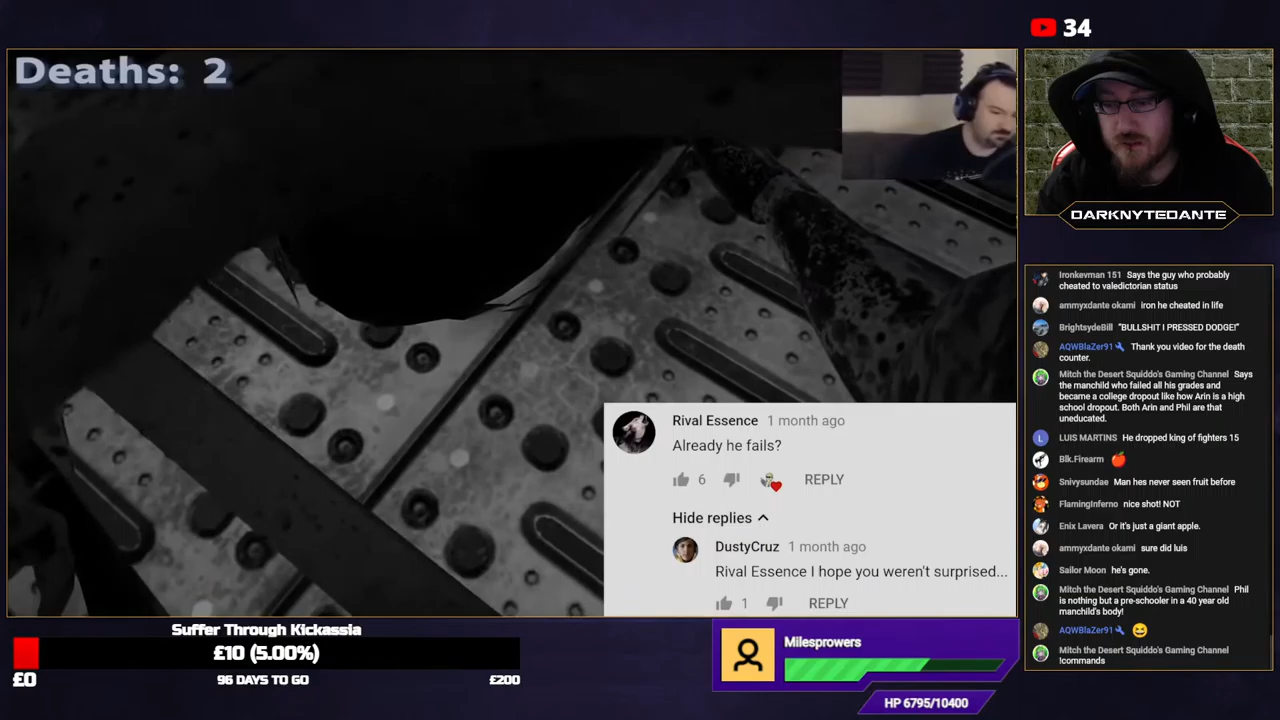 34
Deaths: 2
DARKNYTEDANTE
Rival Essence 1 month ago
Already he fails?
6 REPLY
Hide replies
DustyCruz 1 month ago
Rival Essence I hope you weren't surprised...
1 REPLY
Ironkevman 151 Says the guy who probably
cheated to valedictorian status
ammyxdante okami iron he cheated in life
BrightsydeBill "BULLSHIT I PRESSED DODGE!"
AQWBlaZer91 Thank you video for the death
counter.
Mitch the Desert Squiddo's Gaming Channel Says
the manchild who failed all his grades and
became a college dropout like how Arin is a high
school dropout. Both Arin and Phil are that
uneducated.
L LUIS MARTINS He dropped king of fighters 15
Blk.Firearm 🍎
Snivysundae Man hes never seen fruit before
FlamingInferno nice shot! NOT
Enix Lavera Or it's just a giant apple.
ammyxdante okami sure did luis
Sailor Moon he's gone.
Mitch the Desert Squiddo's Gaming Channel Phil
is nothing but a pre-schooler in a 40 year old
manchild's body!
AQWBlaZer91 😆
Mitch the Desert Squiddo's Gaming Channel
!commands
Suffer Through Kickassia
£10 (5.00%)
£0 96 DAYS TO GO £200
Milesprowers
HP 6795/10400